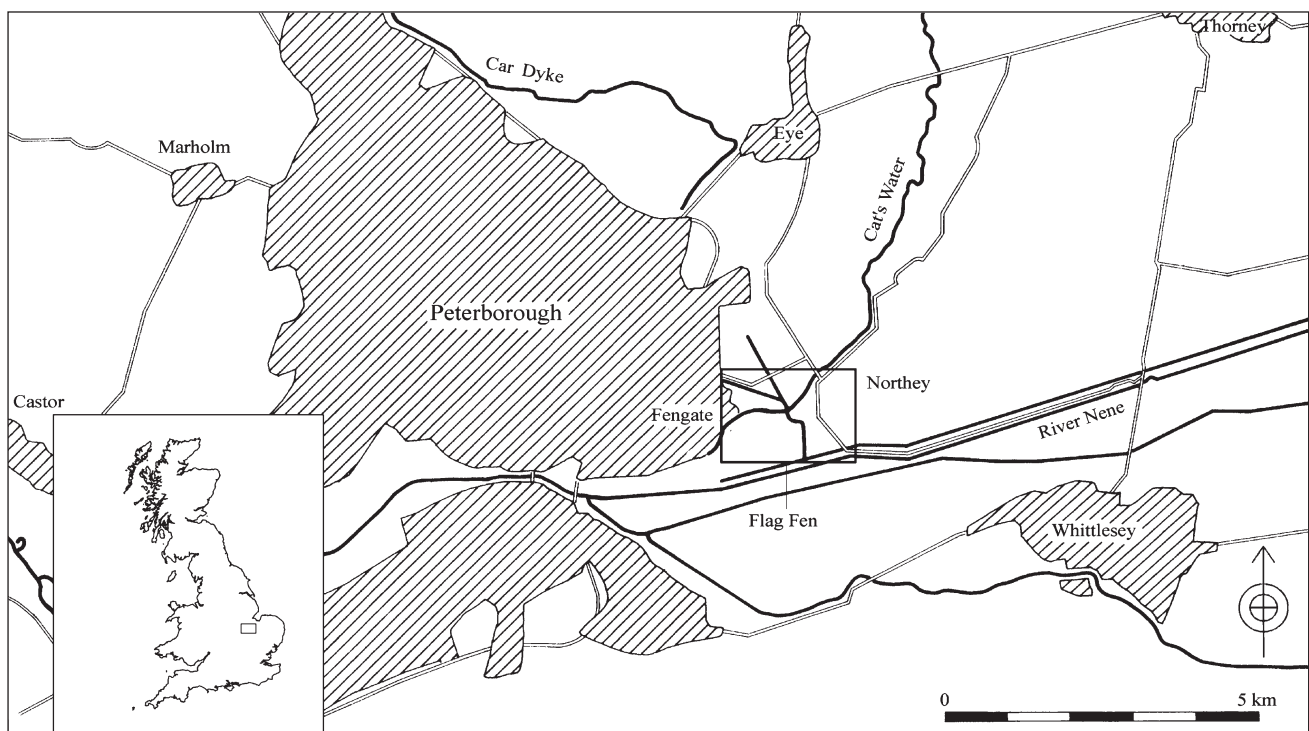 Thorney
Car Dyke
Eye
Marholm
Cat's Water
Peterborough
Northey
Castor
Fengate
River Nene
Flag Fen
Whittlesey
0
5 km